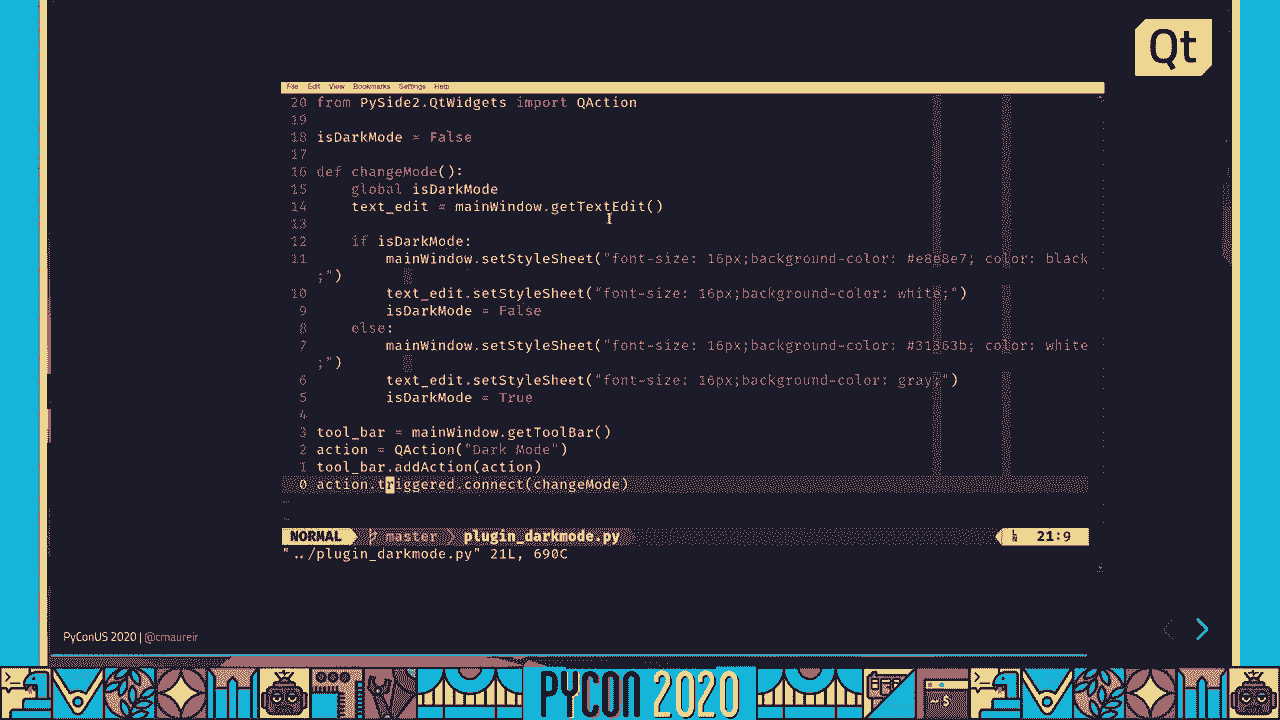 Qt
File Edit View Bookmarks Settings Help
20 from PySide2.QtWidgets import QAction
19
18 isDarkMode = False
17
16 def changeMode():
15     global isDarkMode
14     text_edit = mainWindow.getTextEdit()
13
12     if isDarkMode:
11         mainWindow.setStyleSheet("font-size: 16px;background-color: #e8e8e7; color: black
;")
10         text_edit.setStyleSheet("font-size: 16px;background-color: white;")
9         isDarkMode = False
8     else:
7         mainWindow.setStyleSheet("font-size: 16px;background-color: #31363b; color: white
;")
6         text_edit.setStyleSheet("font-size: 16px;background-color: gray;")
5         isDarkMode = True
4
3 tool_bar = mainWindow.getToolBar()
2 action = QAction("Dark Mode")
1 tool_bar.addAction(action)
0 action.triggered.connect(changeMode)
~
~
NORMAL master plugin_darkmode.py 21:9
"../plugin_darkmode.py" 21L, 690C
PyConUS 2020 | @cmaureir
PYCON 2020
~ $